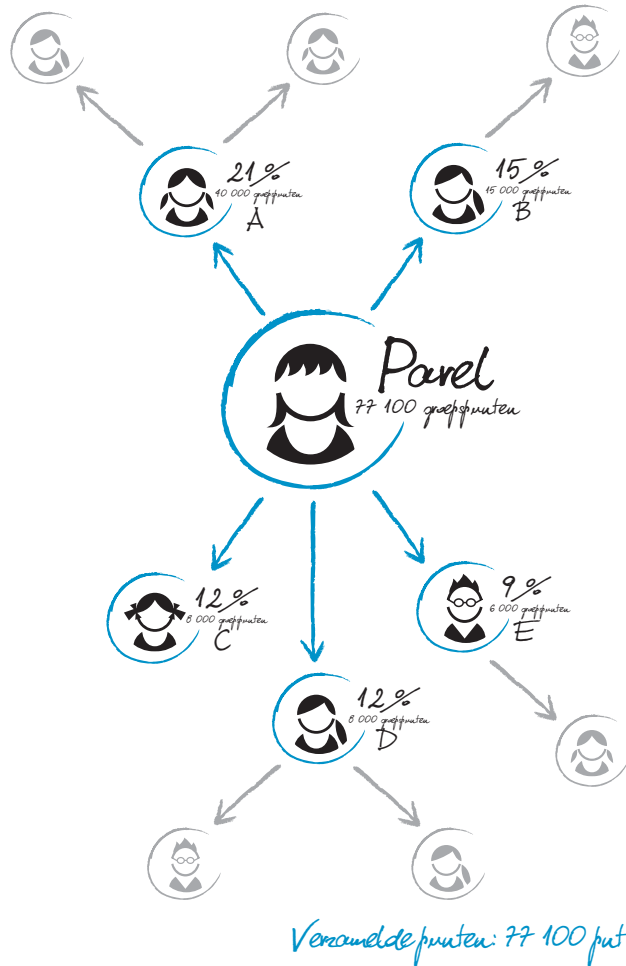 21%
40 000 groepspunten
A
15%
15 000 groepspunten
B
Pavel
77 100 groepspunten
12%
8 000 groepspunten
C
9%
6 000 groepspunten
E
12%
8 000 groepspunten
D
Verzamelde punten: 77 100 pnt